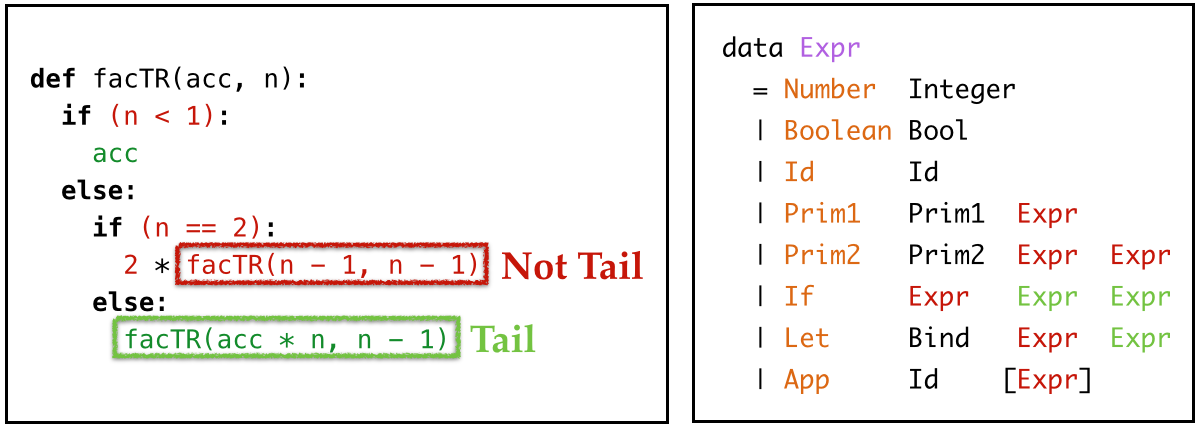 def facTR(acc, n):
if (n < 1):
acc
else:
if (n == 2):
2 * facTR(n - 1, n - 1) Not Tail
else:
facTR(acc * n, n - 1) Tail
data Expr
= Number Integer
| Boolean Bool
| Id Id
| Prim1 Prim1 Expr
| Prim2 Prim2 Expr Expr
| If Expr Expr Expr
| Let Bind Expr Expr
| App Id [Expr]